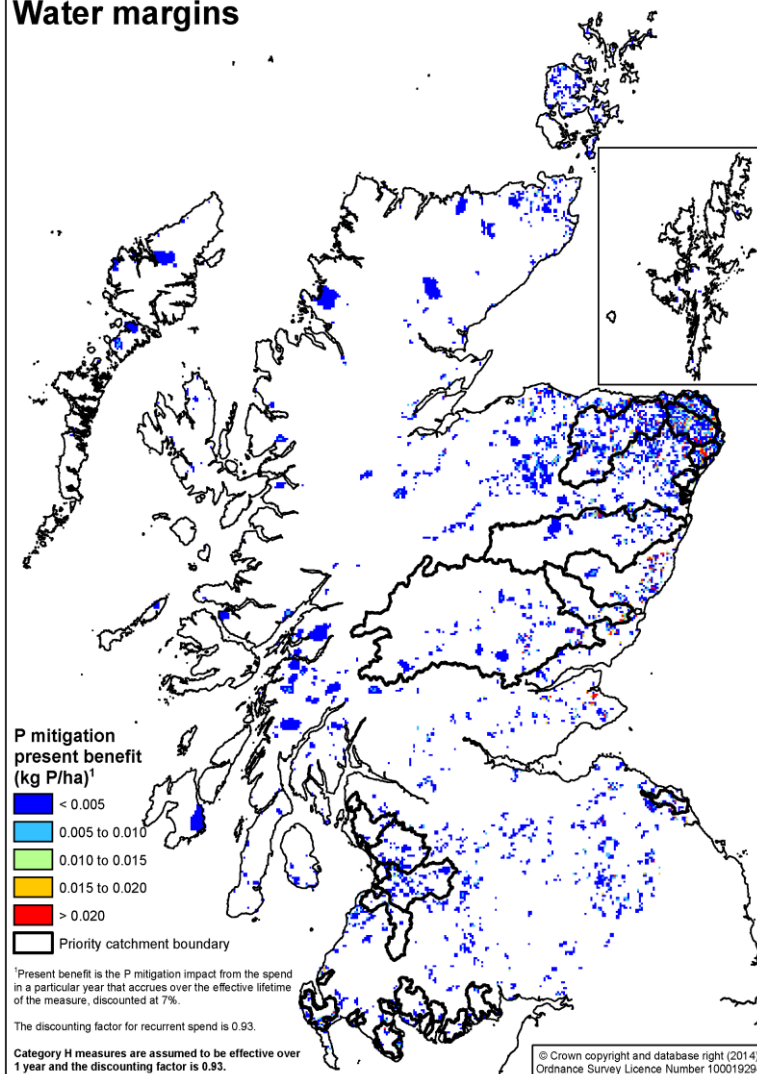 Water margins
P mitigation
present benefit
(kg P/ha)¹
< 0.005
0.005 to 0.010
0.010 to 0.015
0.015 to 0.020
> 0.020
Priority catchment boundary
¹Present benefit is the P mitigation impact from the spend
in a particular year that accrues over the effective lifetime
of the measure, discounted at 7%.
The discounting factor for recurrent spend is 0.93.
Category H measures are assumed to be effective over
1 year and the discounting factor is 0.93.
© Crown copyright and database right (2014)
Ordnance Survey Licence Number 10001929